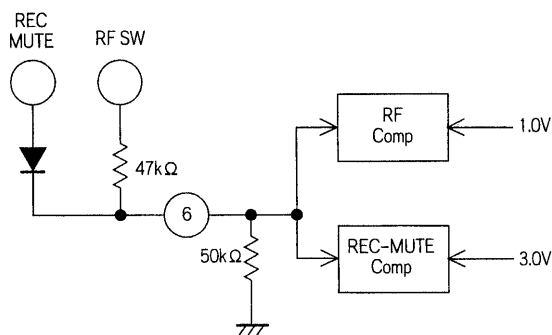 REC
MUTE
RF SW
47kΩ
6
50kΩ
RF
Comp
1.0V
REC-MUTE
Comp
3.0V